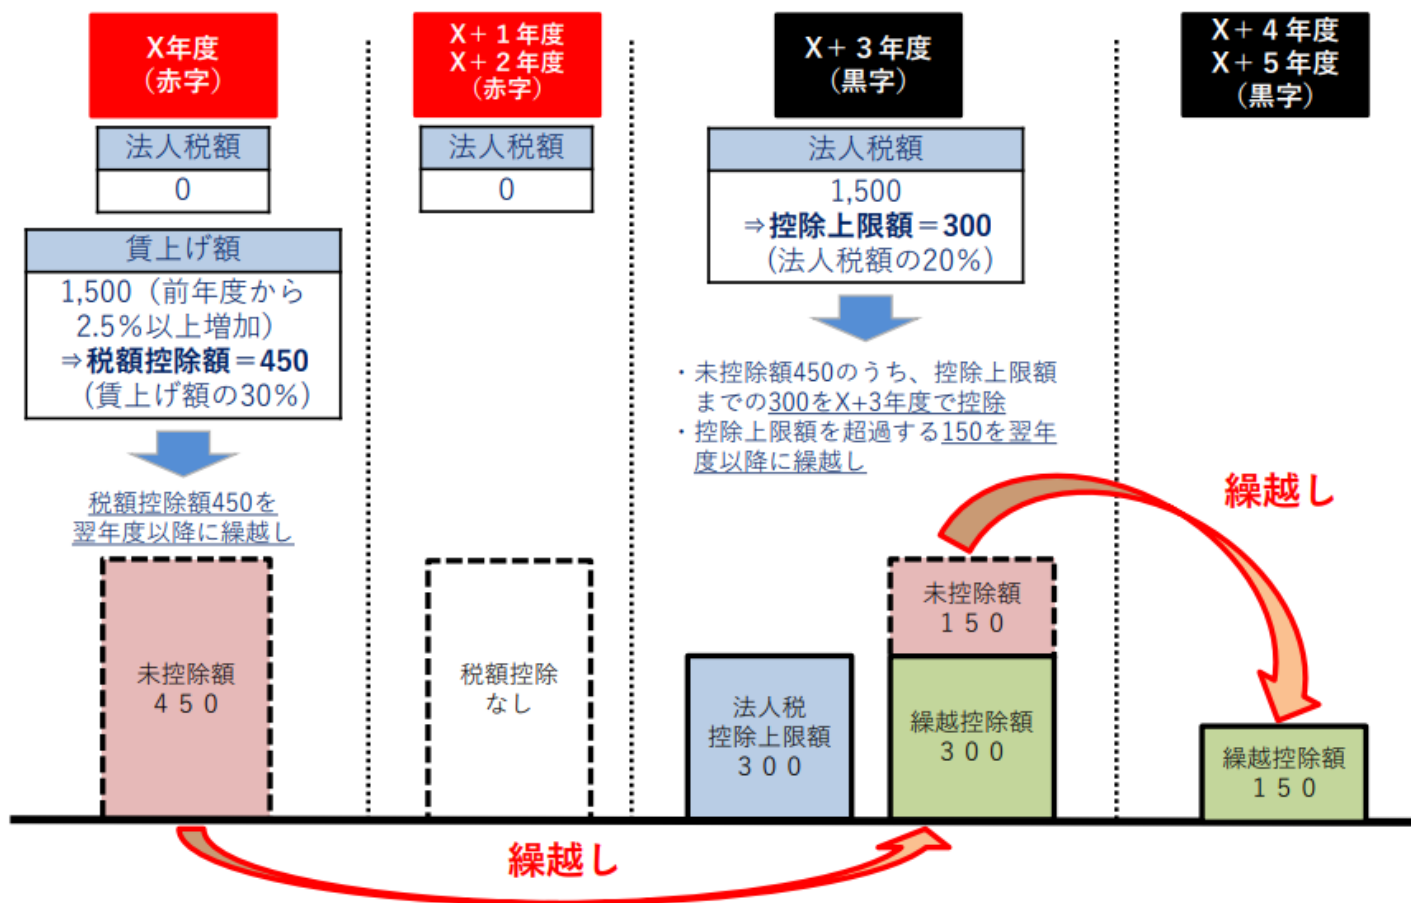 X年度
（赤字）
法人税額
0
賃上げ額
1,500（前年度から
2.5%以上増加）
⇒税額控除額＝450
（賃上げ額の30%）
税額控除額450を
翌年度以降に繰越し
未控除額
４５０
X＋１年度
X＋２年度
（赤字）
法人税額
0
税額控除
なし
X＋３年度
（黒字）
法人税額
1,500
⇒控除上限額＝300
（法人税額の20%）
・未控除額450のうち、控除上限額
までの300をX+3年度で控除
・控除上限額を超過する150を翌年
度以降に繰越し
法人税
控除上限額
３００
未控除額
１５０
繰越控除額
３００
X＋４年度
X＋５年度
（黒字）
繰越し
繰越控除額
１５０
繰越し